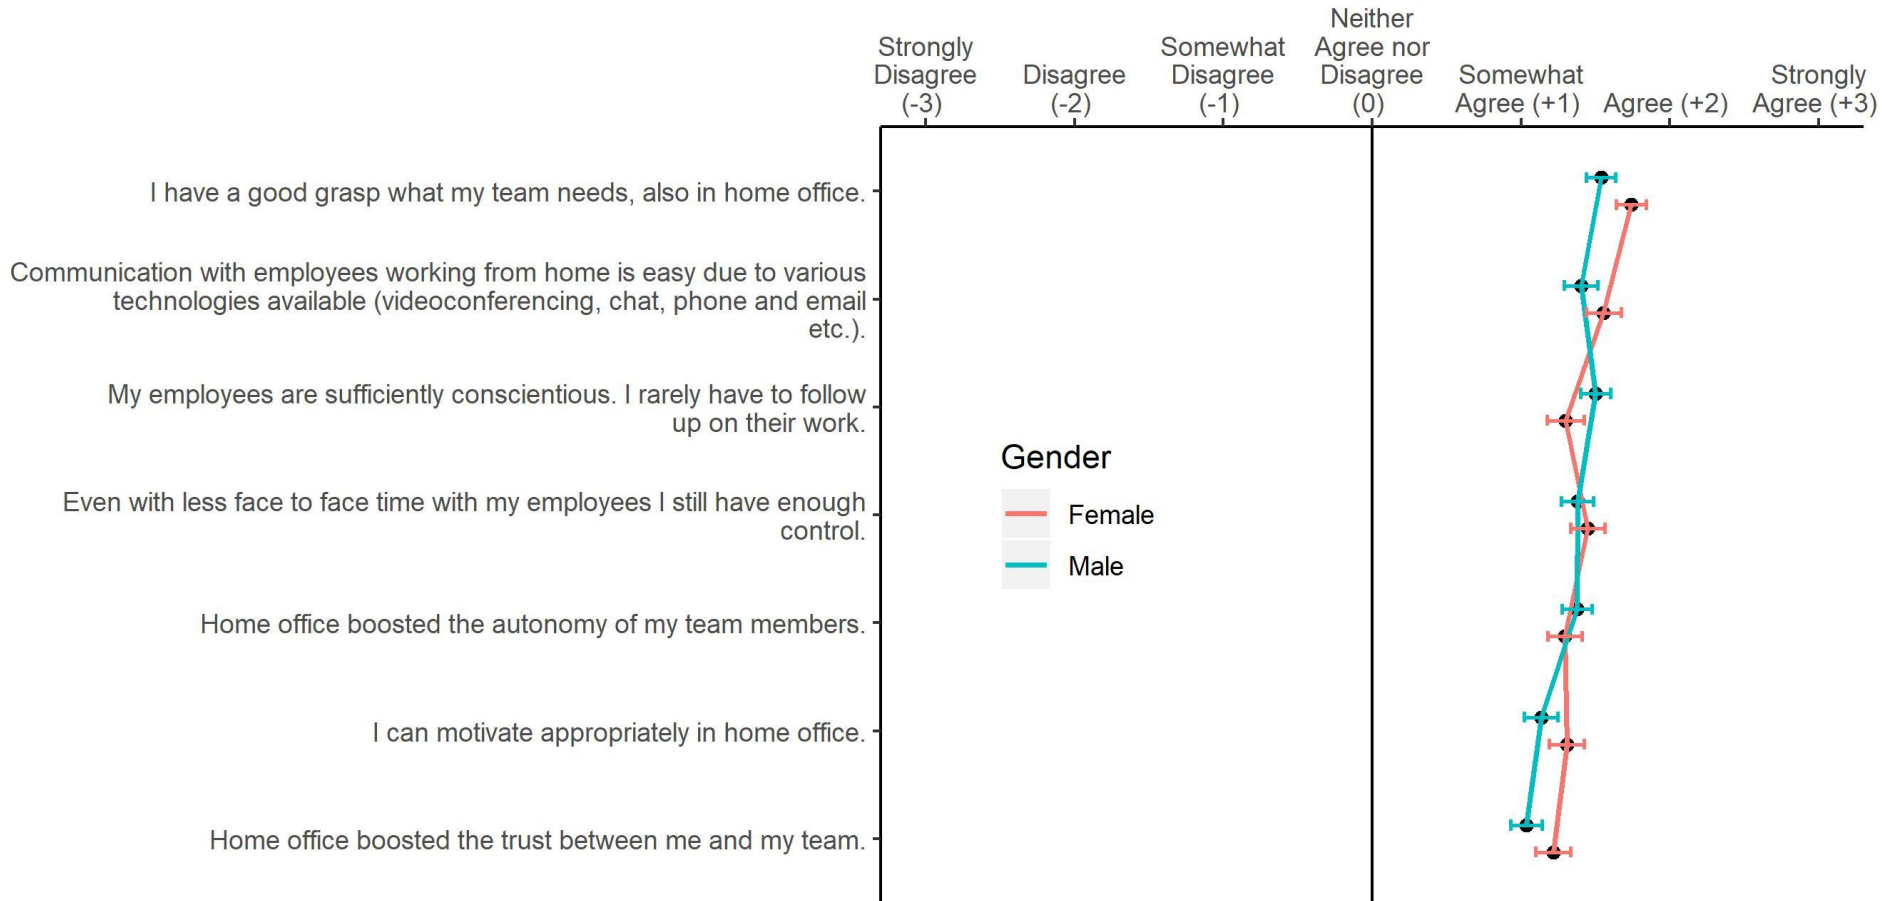 Strongly
Disagree
(-3)
Disagree
(-2)
Somewhat
Disagree
(-1)
Neither
Agree nor
Disagree
(0)
Somewhat
Agree (+1)
Agree (+2)
Strongly
Agree (+3)
I have a good grasp what my team needs, also in home office.
Communication with employees working from home is easy due to various
technologies available (videoconferencing, chat, phone and email
etc.).
My employees are sufficiently conscientious. I rarely have to follow
up on their work.
Even with less face to face time with my employees I still have enough
control.
Home office boosted the autonomy of my team members.
I can motivate appropriately in home office.
Home office boosted the trust between me and my team.
Gender
Female
Male